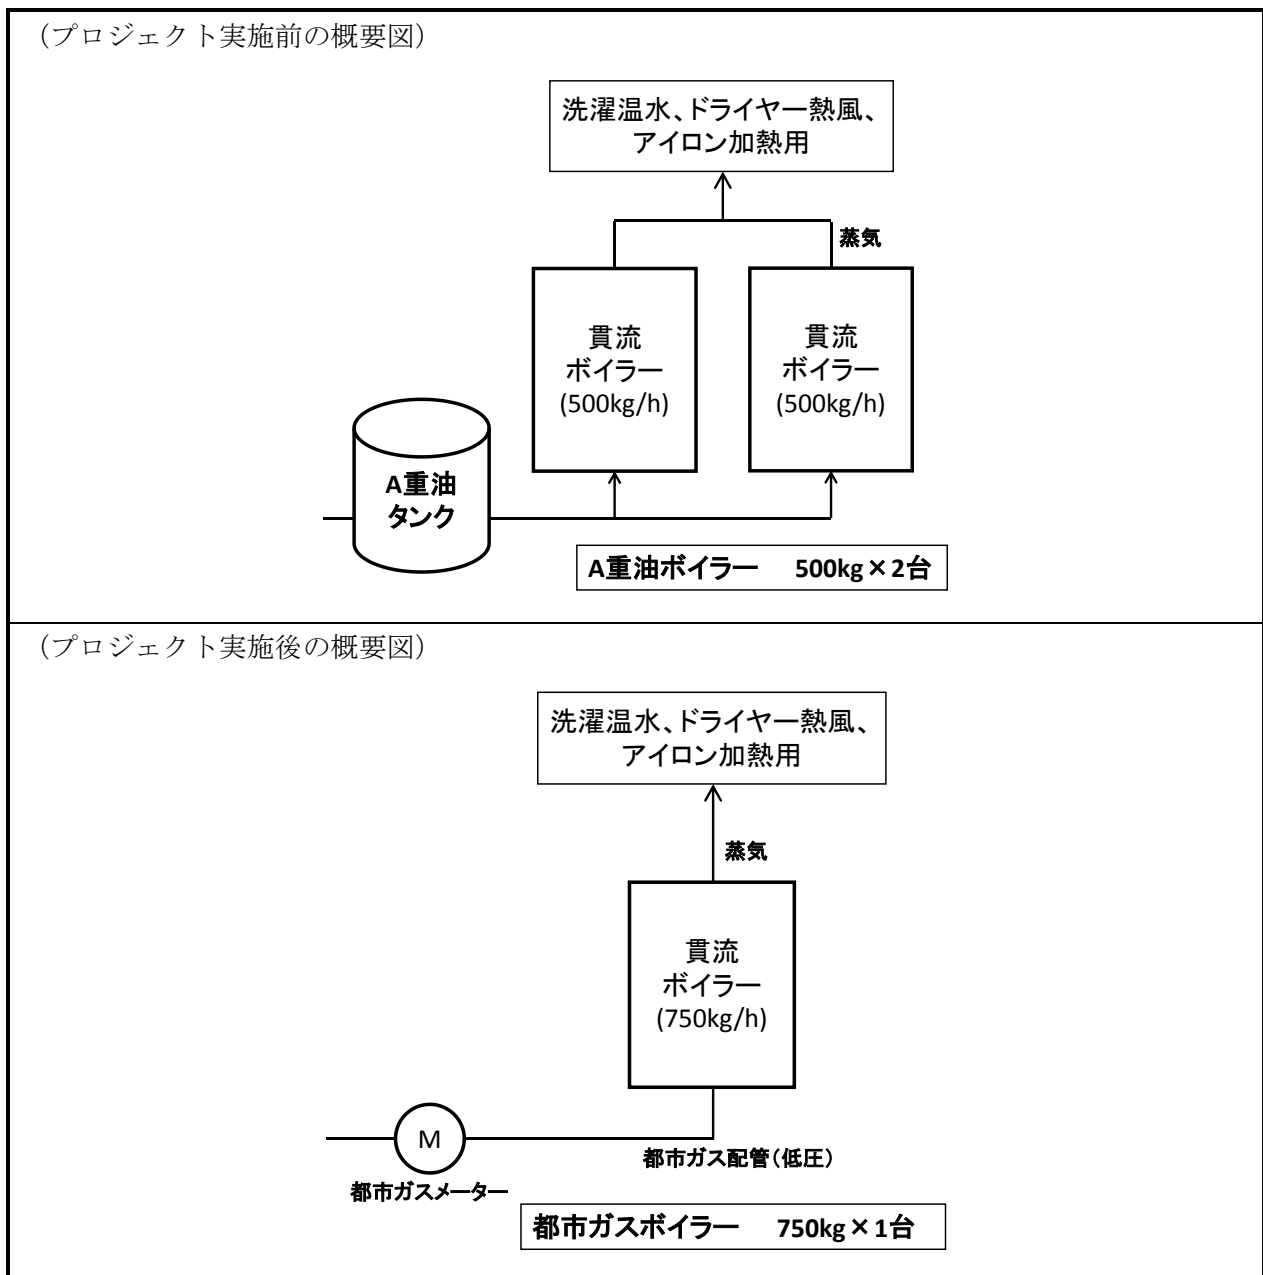 （プロジェクト実施前の概要図）
洗濯温水、ドライヤー熱風、
アイロン加熱用
蒸気
貫流
ボイラー
(500kg/h)
貫流
ボイラー
(500kg/h)
A重油
タンク
A重油ボイラー　500kg×2台
（プロジェクト実施後の概要図）
洗濯温水、ドライヤー熱風、
アイロン加熱用
蒸気
貫流
ボイラー
(750kg/h)
M
都市ガス配管（低圧）
都市ガスメーター
都市ガスボイラー　750kg×1台